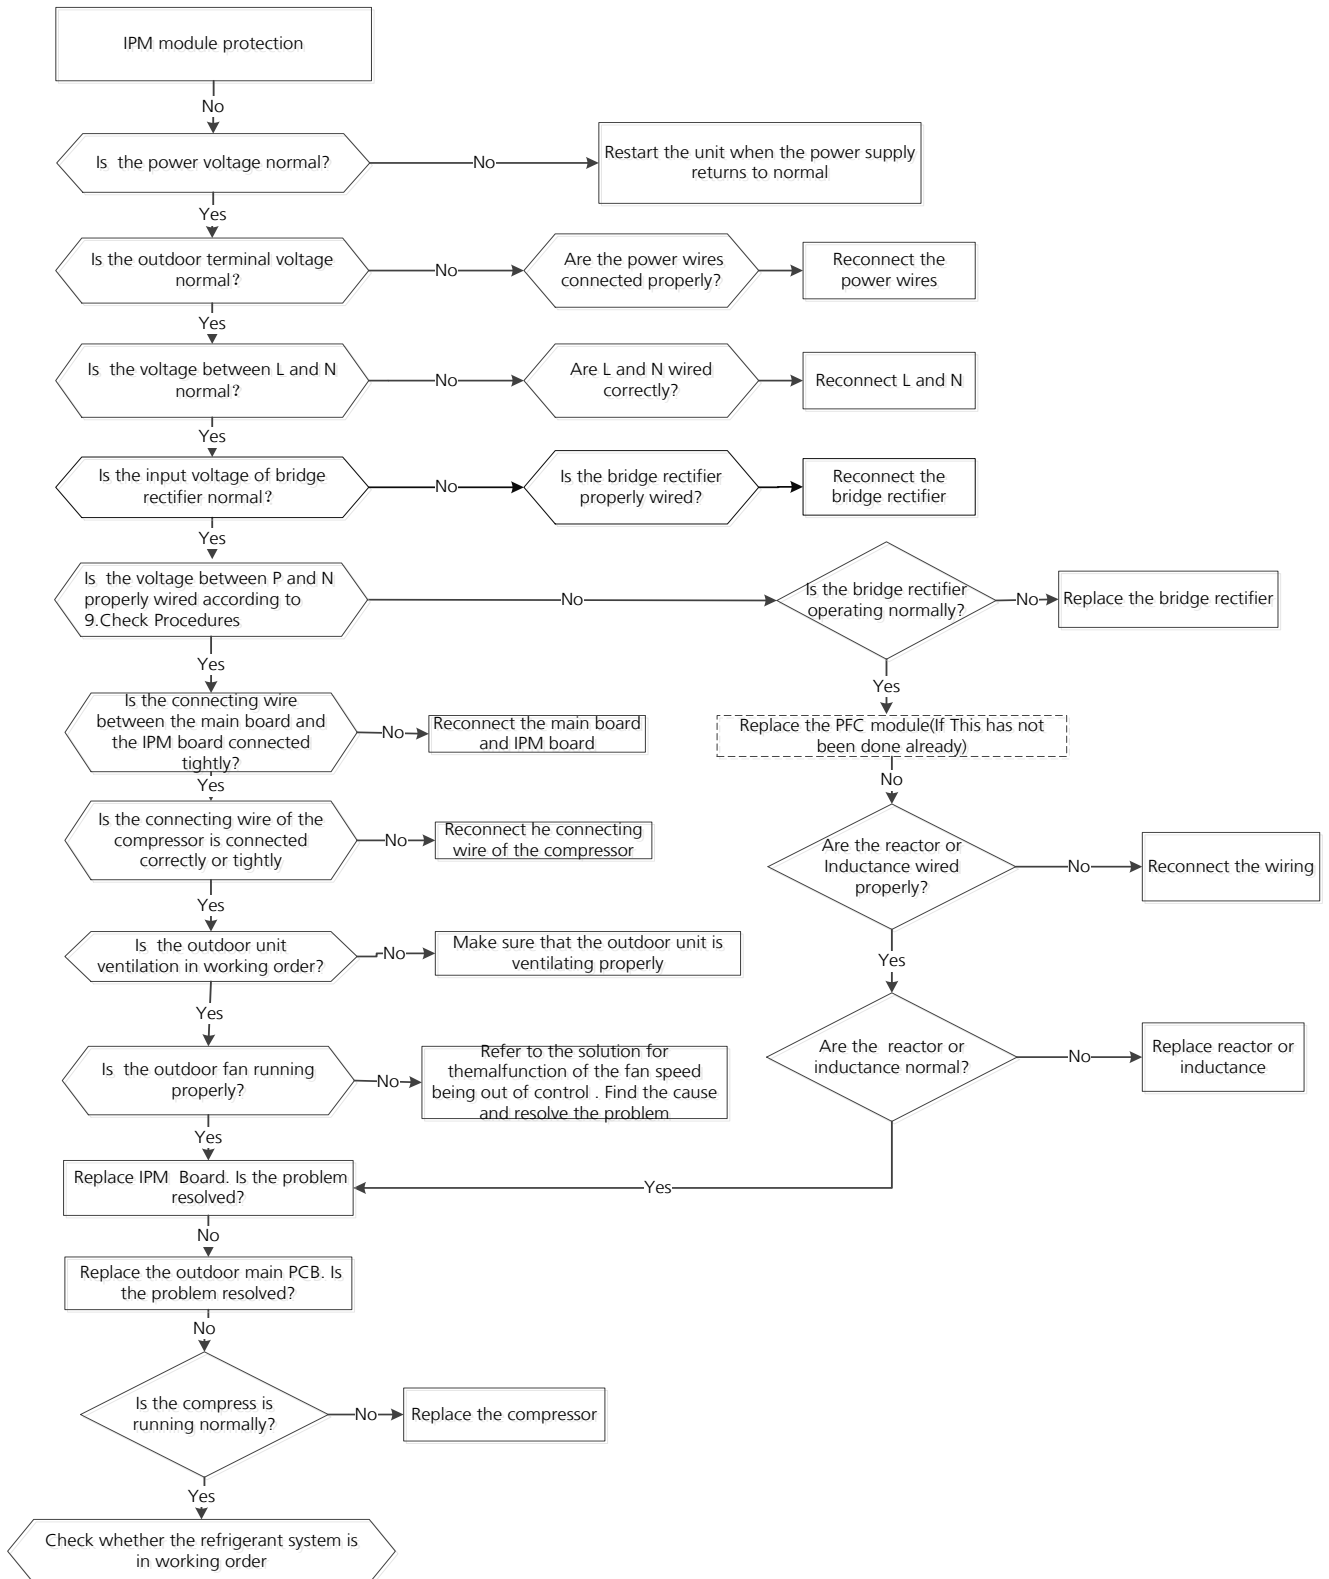 IPM module protection
No
Is the power voltage normal?
No
Restart the unit when the power supply
returns to normal
Yes
Is the outdoor terminal voltage
normal?
No
Are the power wires
connected properly?
Reconnect the
power wires
Yes
Is the voltage between L and N
normal?
No
Are L and N wired
correctly?
Reconnect L and N
Yes
Is the input voltage of bridge
rectifier normal?
No
Is the bridge rectifier
properly wired?
Reconnect the
bridge rectifier
Yes
Is the voltage between P and N
properly wired according to
9.Check Procedures
No
Is the bridge rectifier
operating normally?
No
Replace the bridge rectifier
Yes
Yes
Is the connecting wire
between the main board and
the IPM board connected
tightly?
No
Reconnect the main board
and IPM board
Replace the PFC module(If This has not
been done already)
Yes
No
Is the connecting wire of the
compressor is connected
correctly or tightly
No
Reconnect he connecting
wire of the compressor
Are the reactor or
Inductance wired
properly?
No
Reconnect the wiring
Yes
Is the outdoor unit
ventilation in working order?
No
Make sure that the outdoor unit is
ventilating properly
Yes
Yes
Is the outdoor fan running
properly?
No
Refer to the solution for
themalfunction of the fan speed
being out of control . Find the cause
and resolve the problem
Are the reactor or
inductance normal?
No
Replace reactor or
inductance
Yes
Replace IPM Board. Is the problem
resolved?
Yes
No
Replace the outdoor main PCB. Is
the problem resolved?
No
Is the compress is
running normally?
No
Replace the compressor
Yes
Check whether the refrigerant system is
in working order